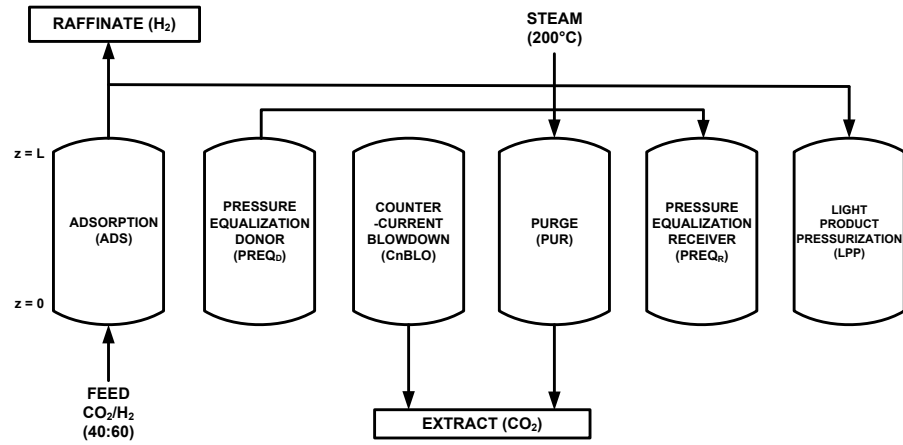 RAFFINATE (H₂)
STEAM
(200°C)
z = L
z = 0
ADSORPTION
(ADS)
PRESSURE
EQUALIZATION
DONOR
(PREQ_D)
COUNTER
-CURRENT
BLOWDOWN
(CnBLO)
PURGE
(PUR)
PRESSURE
EQUALIZATION
RECEIVER
(PREQ_R)
LIGHT
PRODUCT
PRESSURIZATION
(LPP)
FEED
CO₂/H₂
(40:60)
EXTRACT (CO₂)